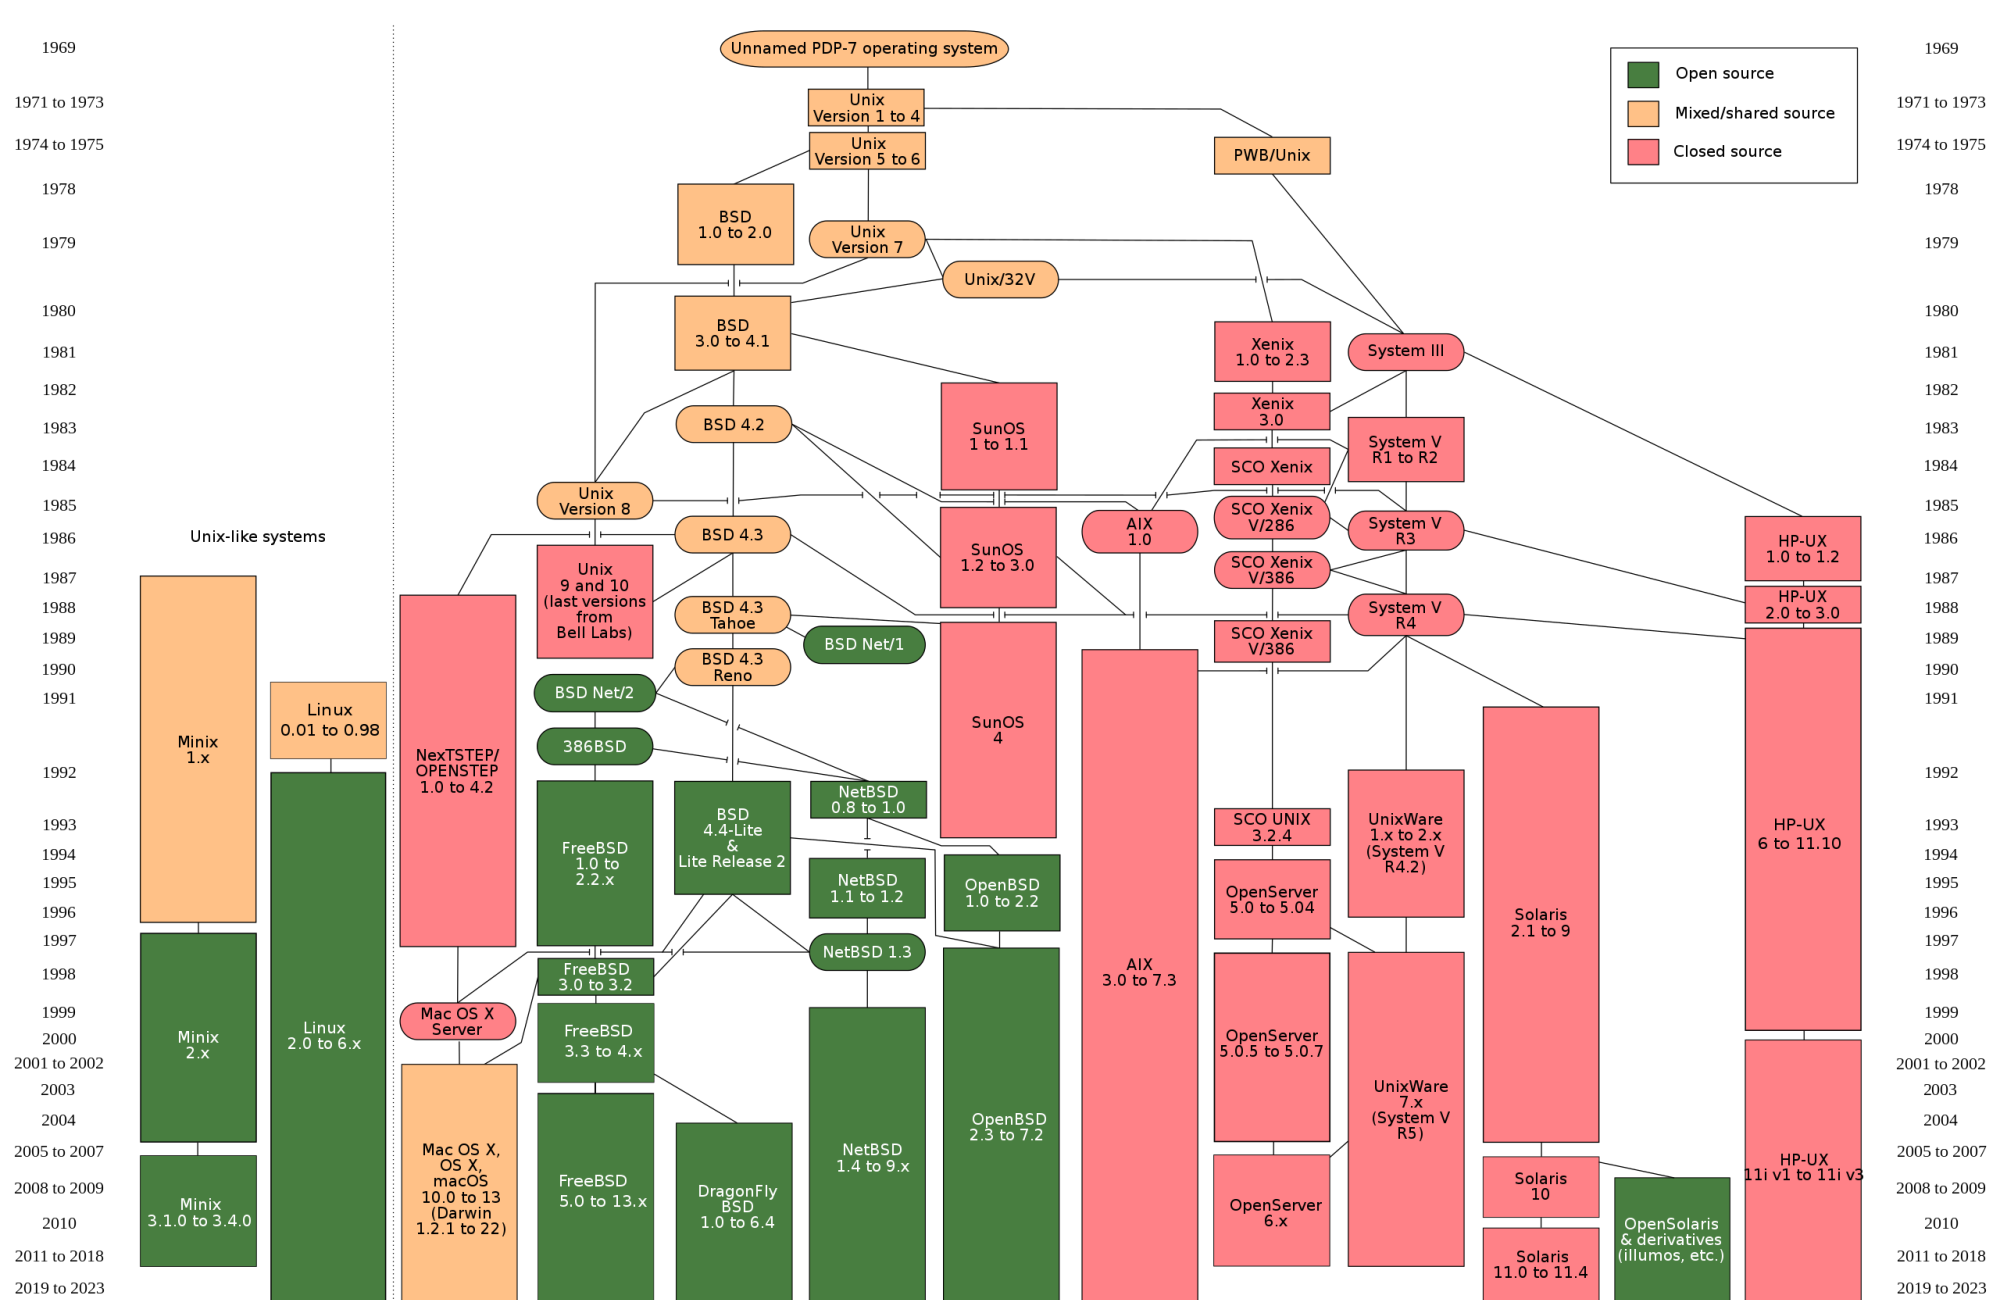 1969
1971 to 1973
1974 to 1975
1978
1979
1980
1981
1982
1983
1984
1985
1986
1987
1988
1989
1990
1991
1992
1993
1994
1995
1996
1997
1998
1999
2000
2001 to 2002
2003
2004
2005 to 2007
2008 to 2009
2010
2011 to 2018
2019 to 2023
Unix-like systems
Minix
1.x
Minix
2.x
Minix
3.1.0 to 3.4.0
Linux
0.01 to 0.98
Linux
2.0 to 6.x
Unnamed PDP-7 operating system
Unix
Version 1 to 4
Unix
Version 5 to 6
PWB/Unix
BSD
1.0 to 2.0
Unix
Version 7
Unix/32V
BSD
3.0 to 4.1
Xenix
1.0 to 2.3
System III
Xenix
3.0
SunOS
1 to 1.1
BSD 4.2
System V
R1 to R2
SCO Xenix
Unix
Version 8
SCO Xenix
V/286
AIX
1.0
System V
R3
BSD 4.3
SunOS
1.2 to 3.0
HP-UX
1.0 to 1.2
Unix
9 and 10
(last versions
from
Bell Labs)
SCO Xenix
V/386
HP-UX
2.0 to 3.0
BSD 4.3
Tahoe
System V
R4
BSD Net/1
SCO Xenix
V/386
BSD 4.3
Reno
BSD Net/2
386BSD
SunOS
4
NexTSTEP/
OPENSTEP
1.0 to 4.2
NetBSD
0.8 to 1.0
BSD
4.4-Lite
&
Lite Release 2
FreeBSD
1.0 to
2.2.x
SCO UNIX
3.2.4
UnixWare
1.x to 2.x
(System V
R4.2)
HP-UX
6 to 11.10
NetBSD
1.1 to 1.2
OpenBSD
1.0 to 2.2
OpenServer
5.0 to 5.04
Solaris
2.1 to 9
NetBSD 1.3
FreeBSD
3.0 to 3.2
AIX
3.0 to 7.3
Mac OS X
Server
FreeBSD
3.3 to 4.x
OpenServer
5.0.5 to 5.0.7
UnixWare
7.x
(System V
R5)
OpenBSD
2.3 to 7.2
NetBSD
1.4 to 9.x
Mac OS X,
OS X,
macOS
10.0 to 13
(Darwin
1.2.1 to 22)
FreeBSD
5.0 to 13.x
DragonFly
BSD
1.0 to 6.4
OpenServer
6.x
Solaris
10
HP-UX
11i v1 to 11i v3
OpenSolaris
& derivatives
(illumos, etc.)
Solaris
11.0 to 11.4
Open source
Mixed/shared source
Closed source
1969
1971 to 1973
1974 to 1975
1978
1979
1980
1981
1982
1983
1984
1985
1986
1987
1988
1989
1990
1991
1992
1993
1994
1995
1996
1997
1998
1999
2000
2001 to 2002
2003
2004
2005 to 2007
2008 to 2009
2010
2011 to 2018
2019 to 2023